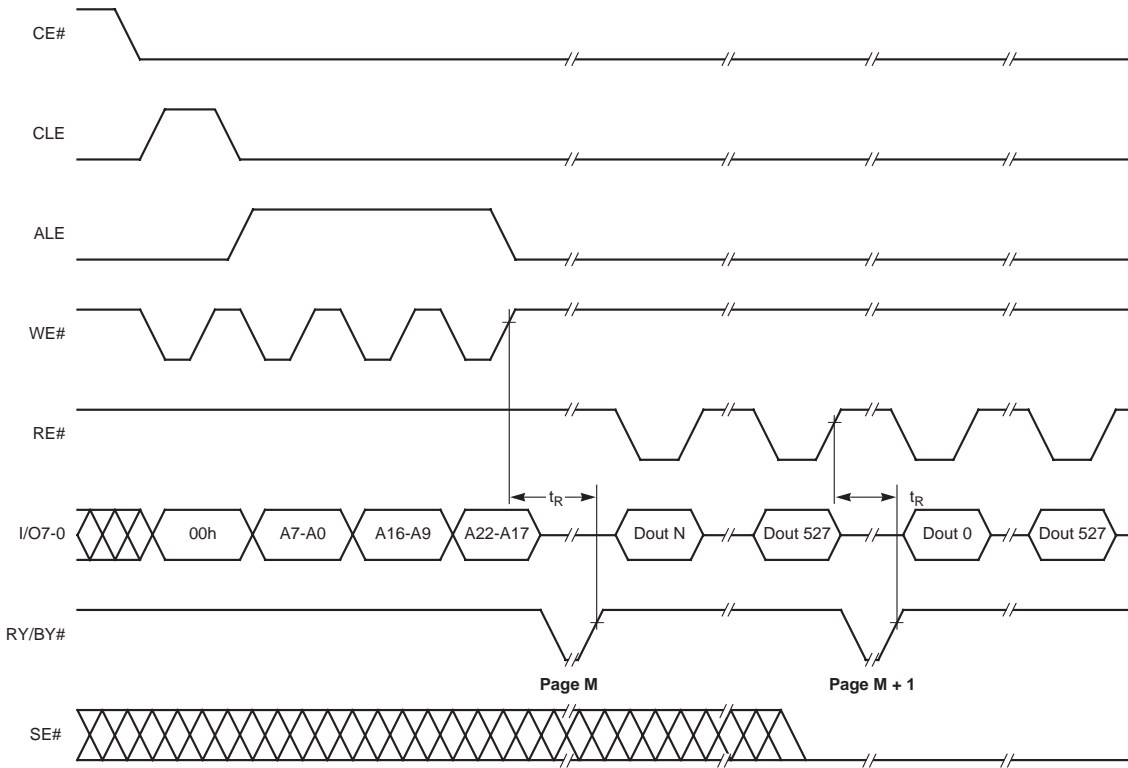 CE#
CLE
ALE
WE#
RE#
tR tR
I/O7-0 00h A7-A0 A16-A9 A22-A17 Dout N Dout 527 Dout 0 Dout 527
RY/BY#
Page M Page M + 1
SE#